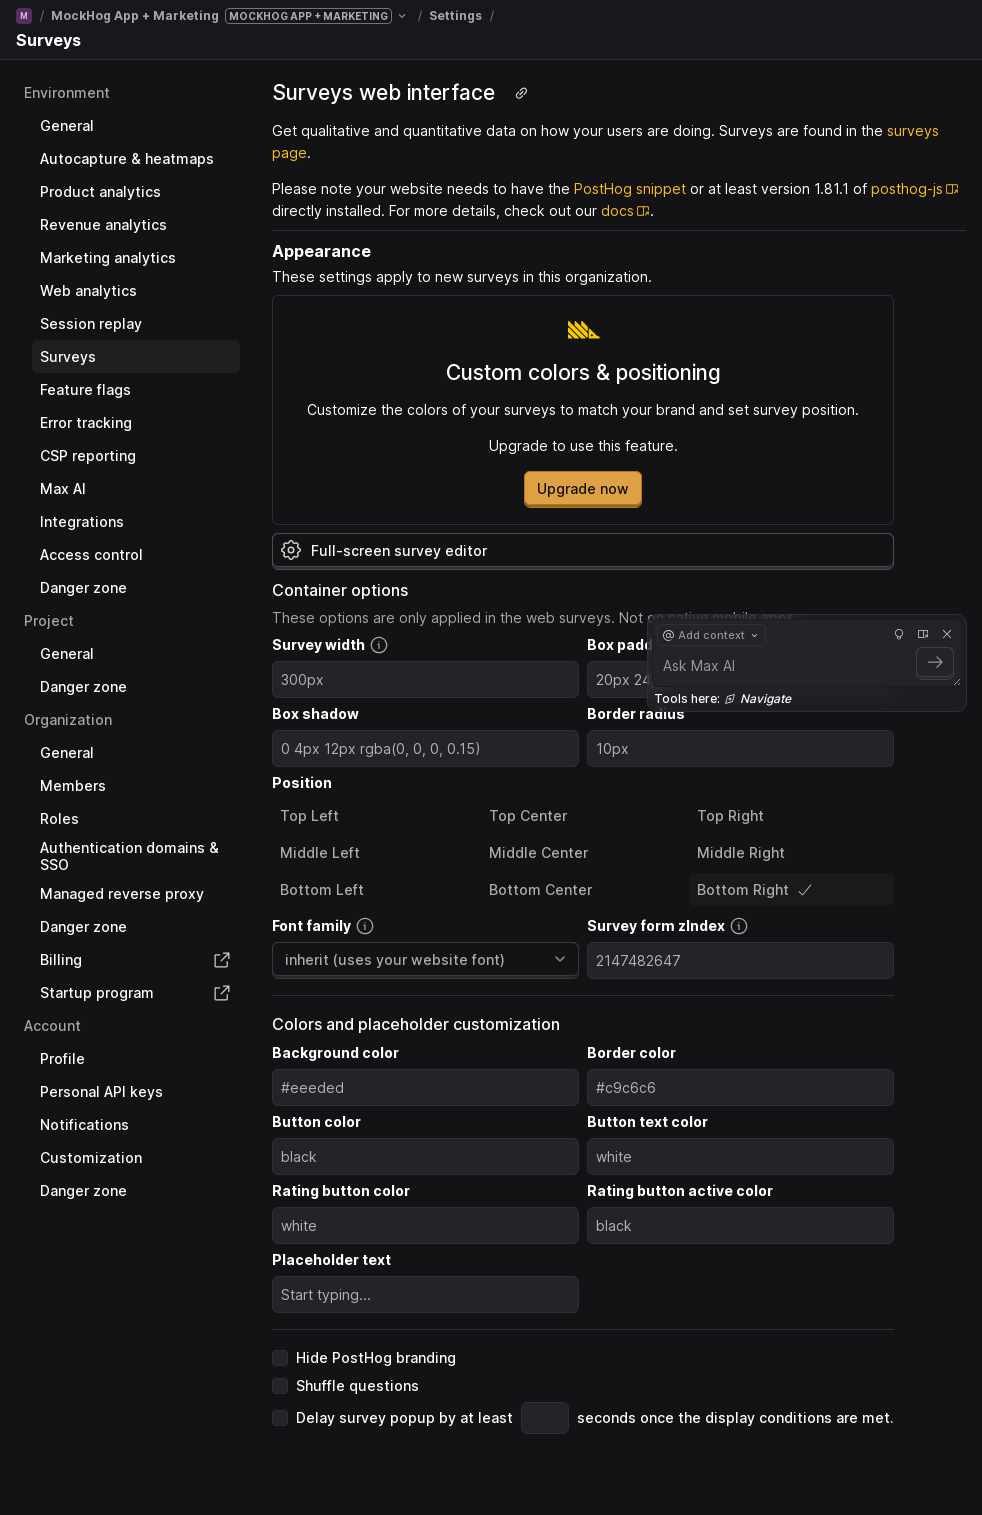 M / MockHog App + Marketing MOCKHOG APP + MARKETING / Settings /
Surveys
Environment
General
Autocapture & heatmaps
Product analytics
Revenue analytics
Marketing analytics
Web analytics
Session replay
Surveys
Feature flags
Error tracking
CSP reporting
Max AI
Integrations
Access control
Danger zone
Project
General
Danger zone
Organization
General
Members
Roles
Authentication domains &
SSO
Managed reverse proxy
Danger zone
Billing
Startup program
Account
Profile
Personal API keys
Notifications
Customization
Danger zone
Surveys web interface
Get qualitative and quantitative data on how your users are doing. Surveys are found in the surveys
page.
Please note your website needs to have the PostHog snippet or at least version 1.81.1 of posthog-js
directly installed. For more details, check out our docs.
Appearance
These settings apply to new surveys in this organization.
Custom colors & positioning
Customize the colors of your surveys to match your brand and set survey position.
Upgrade to use this feature.
Upgrade now
Full-screen survey editor
Container options
These options are only applied in the web surveys. Not on native mobile apps.
Survey width
Box padd
300px
20px 24
Add context
Ask Max AI
Tools here: Navigate
Box shadow
Border radius
0 4px 12px rgba(0, 0, 0, 0.15)
10px
Position
Top Left Top Center Top Right
Middle Left Middle Center Middle Right
Bottom Left Bottom Center Bottom Right
Font family
Survey form zIndex
inherit (uses your website font)
2147482647
Colors and placeholder customization
Background color
Border color
#eeeded
#c9c6c6
Button color
Button text color
black
white
Rating button color
Rating button active color
white
black
Placeholder text
Start typing...
Hide PostHog branding
Shuffle questions
Delay survey popup by at least seconds once the display conditions are met.